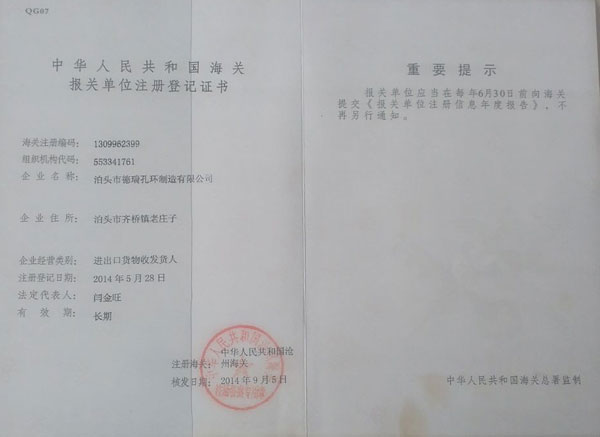 QG07
中华人民共和国海关
报关单位注册登记证书
海关注册编码: 1309962399
组织机构代码: 553341761
企业名称: 泊头市德瑞孔环制造有限公司
企业住所: 泊头市齐桥镇老庄子
企业经营类别: 进出口货物收发货人
注册登记日期: 2014年5月28日
法定代表人: 闫金旺
有效期: 长期
中华人民共和国沧
注册海关: 州海关
核发日期: 2014年9月5日
重要提示
报关单位应当在每年6月30日前向海关
提交《报关单位注册信息年度报告》,不
再另行通知。
中华人民共和国海关总署监制